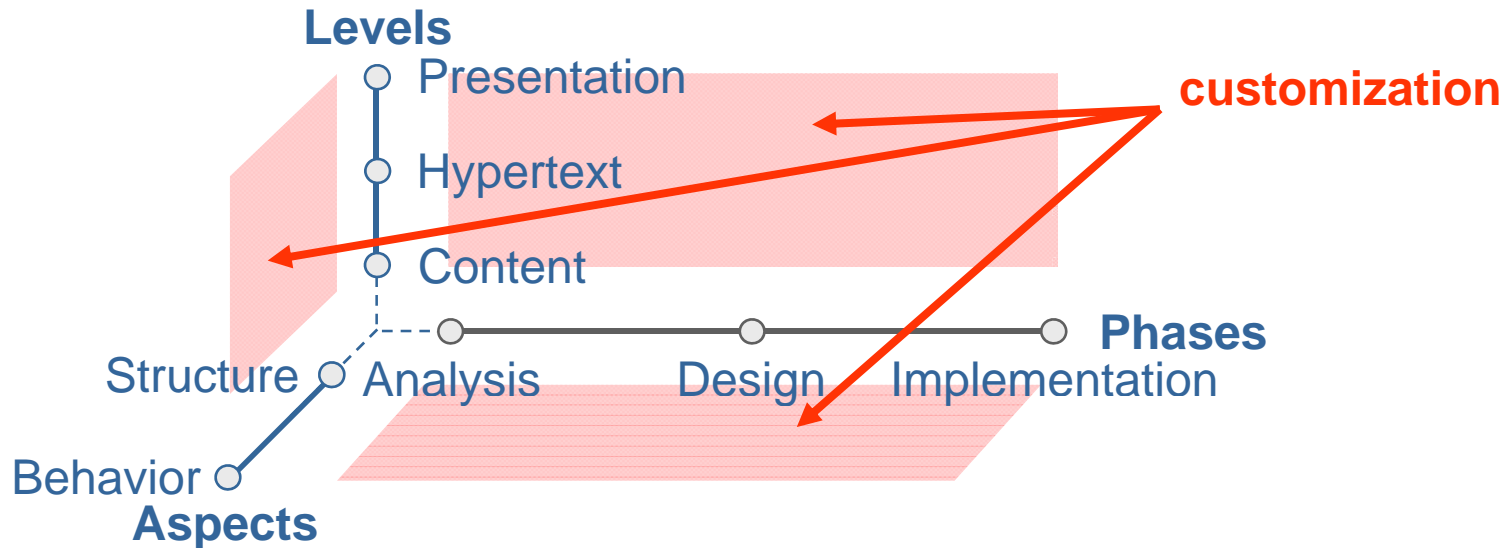 Levels
Presentation
customization
Hypertext
Content
Phases
Structure
Analysis
Design
Implementation
Behavior
Aspects